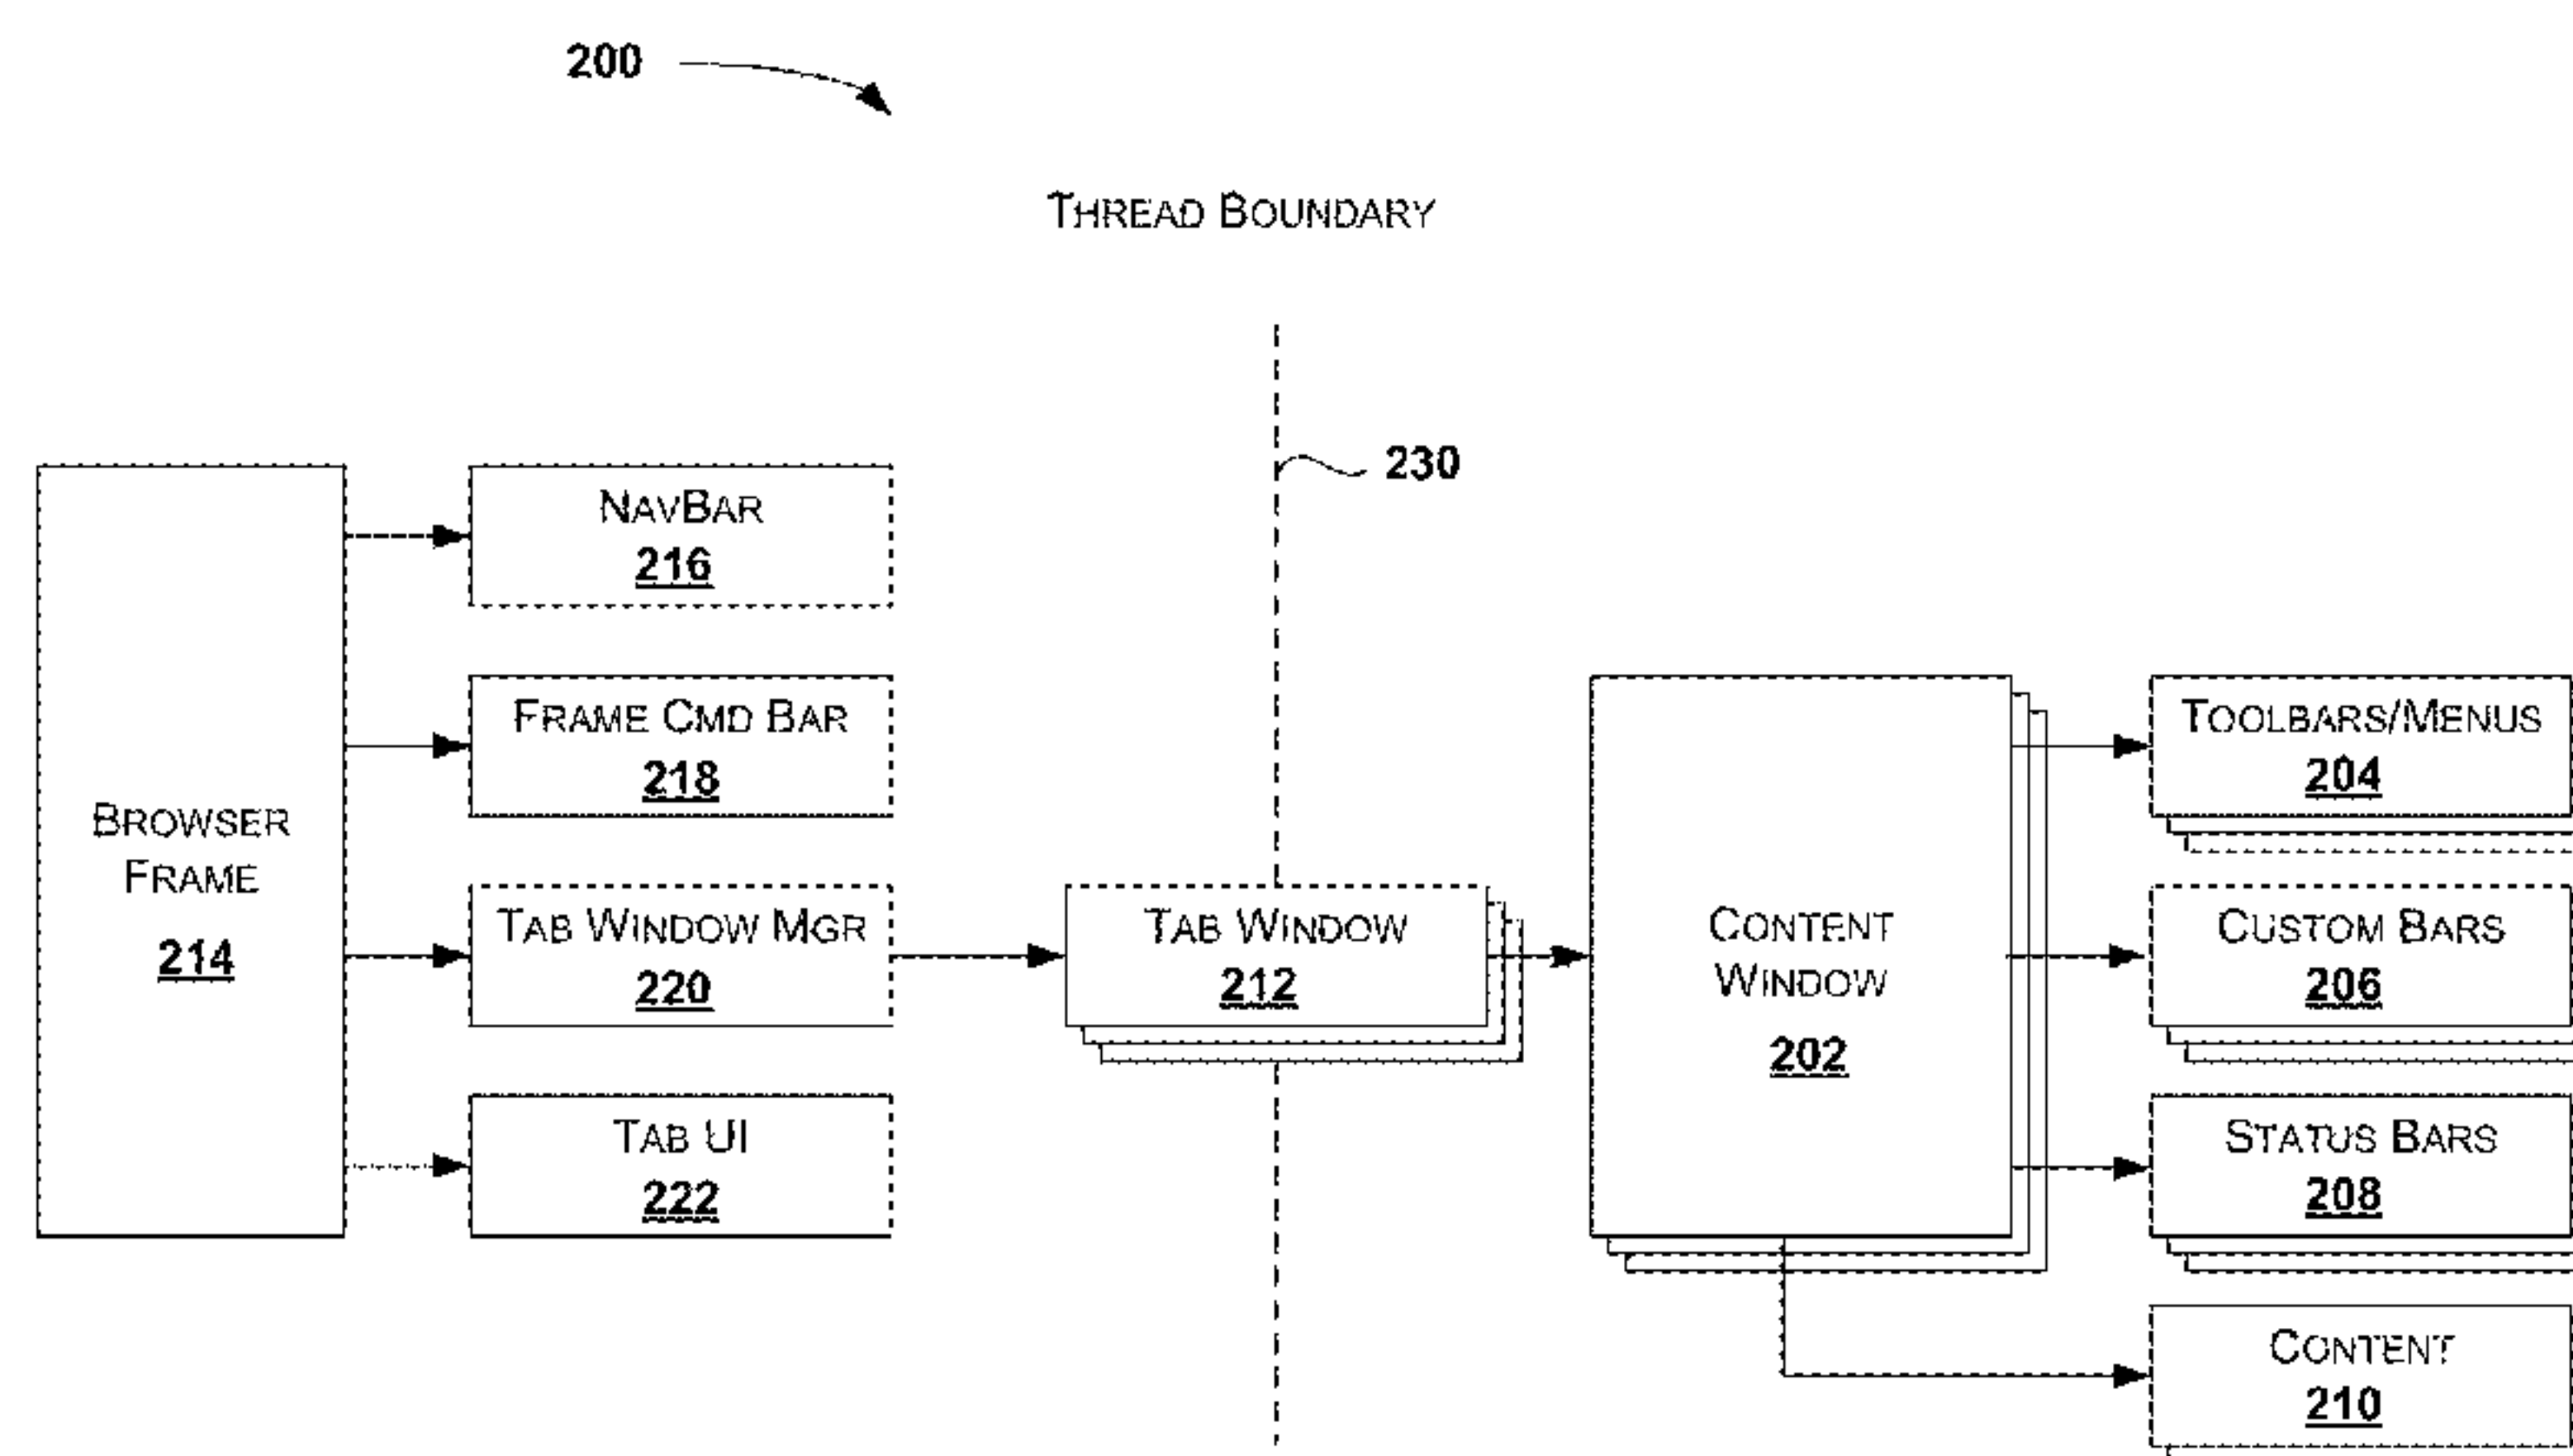 200
THREAD BOUNDARY
230
NAVBAR
216
FRAME CMD BAR
218
BROWSER
FRAME
214
TAB WINDOW MGR
220
TAB UI
222
TAB WINDOW
212
CONTENT
WINDOW
202
TOOLBARS/MENUS
204
CUSTOM BARS
206
STATUS BARS
208
CONTENT
210